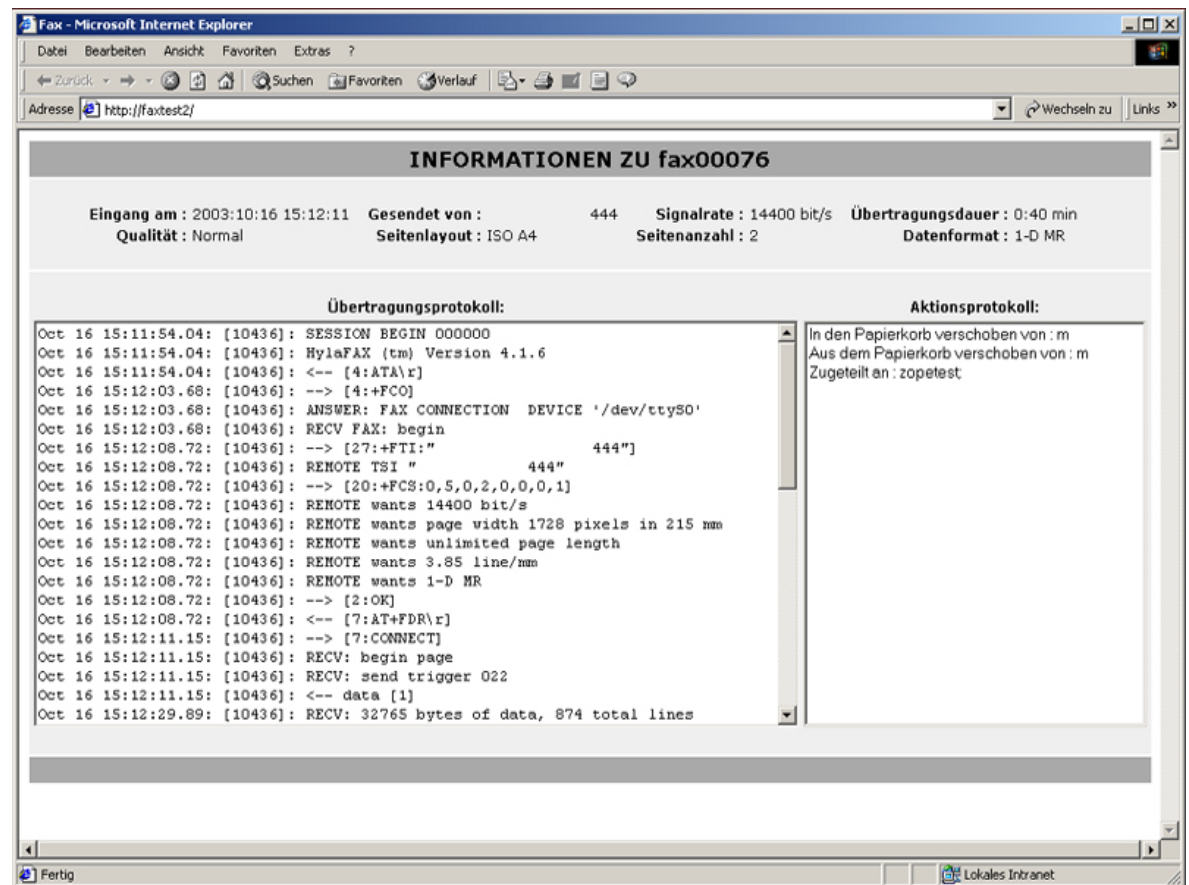 Fax - Microsoft Internet Explorer
Datei Bearbeiten Ansicht Favoriten Extras ?
Zurück Suchen Favoriten Verlauf
Adresse http://faxtest2/ Wechseln zu Links »
INFORMATIONEN ZU fax00076
Eingang am : 2003:10:16 15:12:11 Gesendet von : 444 Signalrate : 14400 bit/s Übertragungsdauer : 0:40 min
Qualität : Normal Seitenlayout : ISO A4 Seitenanzahl : 2 Datenformat : 1-D MR
Übertragungsprotokoll:
Oct 16 15:11:54.04: [10436]: SESSION BEGIN 000000
Oct 16 15:11:54.04: [10436]: HylaFAX (tm) Version 4.1.6
Oct 16 15:11:54.04: [10436]: <-- [4:ATA\r]
Oct 16 15:12:03.68: [10436]: --> [4:+FCO]
Oct 16 15:12:03.68: [10436]: ANSWER: FAX CONNECTION DEVICE '/dev/ttyS0'
Oct 16 15:12:03.68: [10436]: RECV FAX: begin
Oct 16 15:12:08.72: [10436]: --> [27:+FTI:" 444"]
Oct 16 15:12:08.72: [10436]: REMOTE TSI " 444"
Oct 16 15:12:08.72: [10436]: --> [20:+FCS:0,5,0,2,0,0,0,1]
Oct 16 15:12:08.72: [10436]: REMOTE wants 14400 bit/s
Oct 16 15:12:08.72: [10436]: REMOTE wants page width 1728 pixels in 215 mm
Oct 16 15:12:08.72: [10436]: REMOTE wants unlimited page length
Oct 16 15:12:08.72: [10436]: REMOTE wants 3.85 line/mm
Oct 16 15:12:08.72: [10436]: REMOTE wants 1-D MR
Oct 16 15:12:08.72: [10436]: --> [2:OK]
Oct 16 15:12:08.72: [10436]: <-- [7:AT+FDR\r]
Oct 16 15:12:11.15: [10436]: --> [7:CONNECT]
Oct 16 15:12:11.15: [10436]: RECV: begin page
Oct 16 15:12:11.15: [10436]: RECV: send trigger 022
Oct 16 15:12:11.15: [10436]: <-- data [1]
Oct 16 15:12:29.89: [10436]: RECV: 32765 bytes of data, 874 total lines
Aktionsprotokoll:
In den Papierkorb verschoben von : m
Aus dem Papierkorb verschoben von : m
Zugeteilt an : zopetest;
Fertig Lokales Intranet